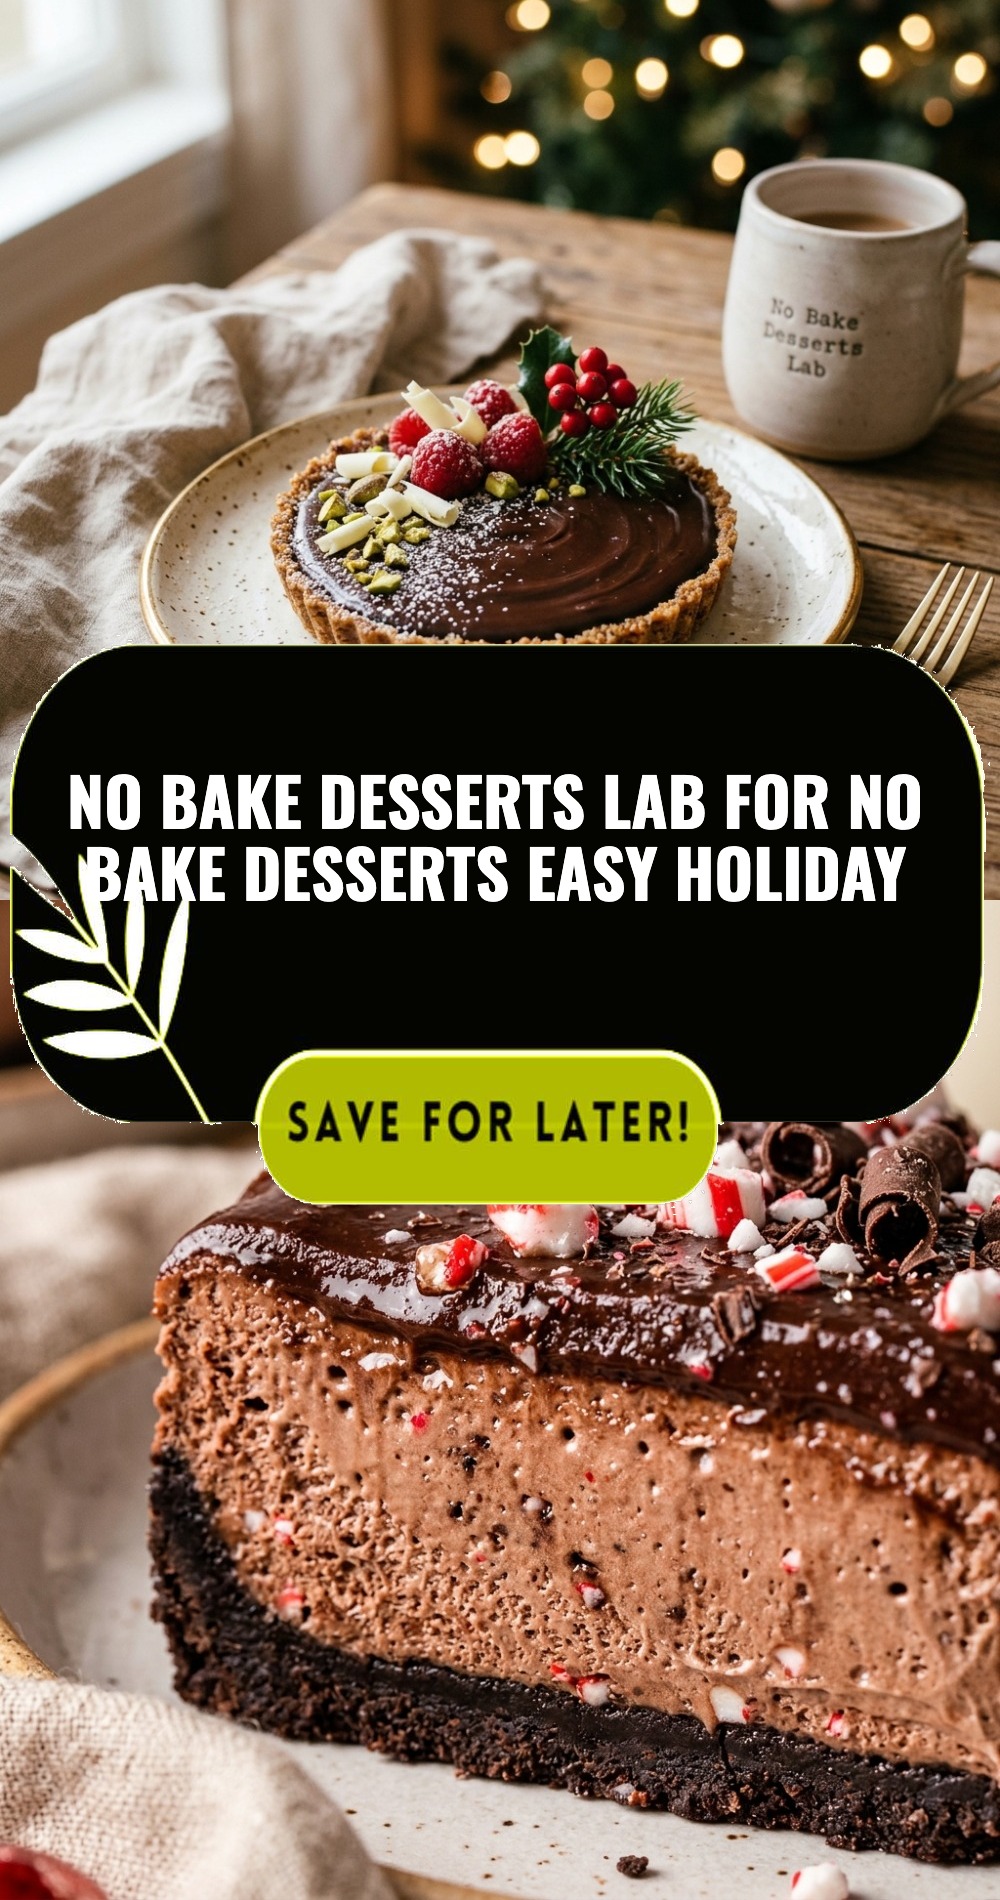 No Bake
Desserts
Lab
NO BAKE DESSERTS LAB FOR NO
BAKE DESSERTS EASY HOLIDAY
SAVE FOR LATER!